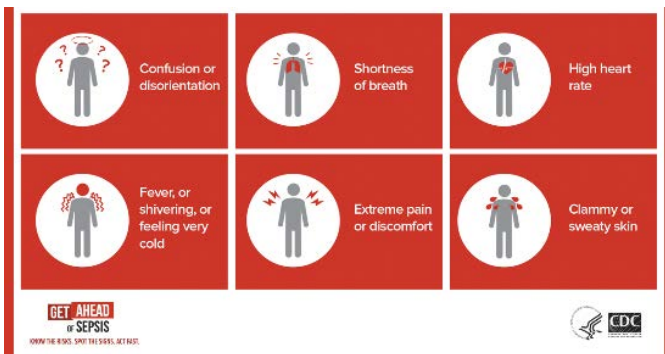 Confusion or
disorientation
Shortness
of breath
High heart
rate
Fever, or
shivering, or
feeling very
cold
Extreme pain
or discomfort
Clammy or
sweaty skin
GET AHEAD
OF SEPSIS
KNOW THE RISKS. SPOT THE SIGNS. ACT FAST.
CDC